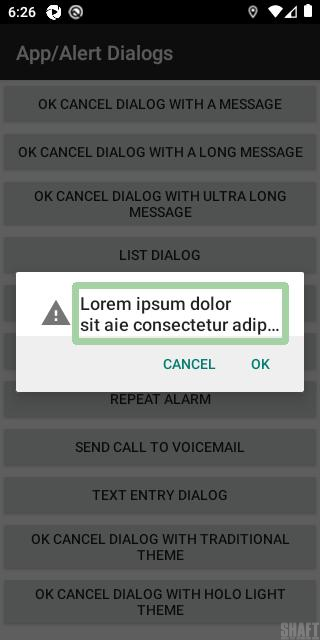 6:26
App/Alert Dialogs
OK CANCEL DIALOG WITH A MESSAGE
OK CANCEL DIALOG WITH A LONG MESSAGE
OK CANCEL DIALOG WITH ULTRA LONG
MESSAGE
LIST DIALOG
Lorem ipsum dolor
sit aie consectetur adip…
CANCEL
OK
REPEAT ALARM
SEND CALL TO VOICEMAIL
TEXT ENTRY DIALOG
OK CANCEL DIALOG WITH TRADITIONAL
THEME
OK CANCEL DIALOG WITH HOLO LIGHT
THEME
SHAFT